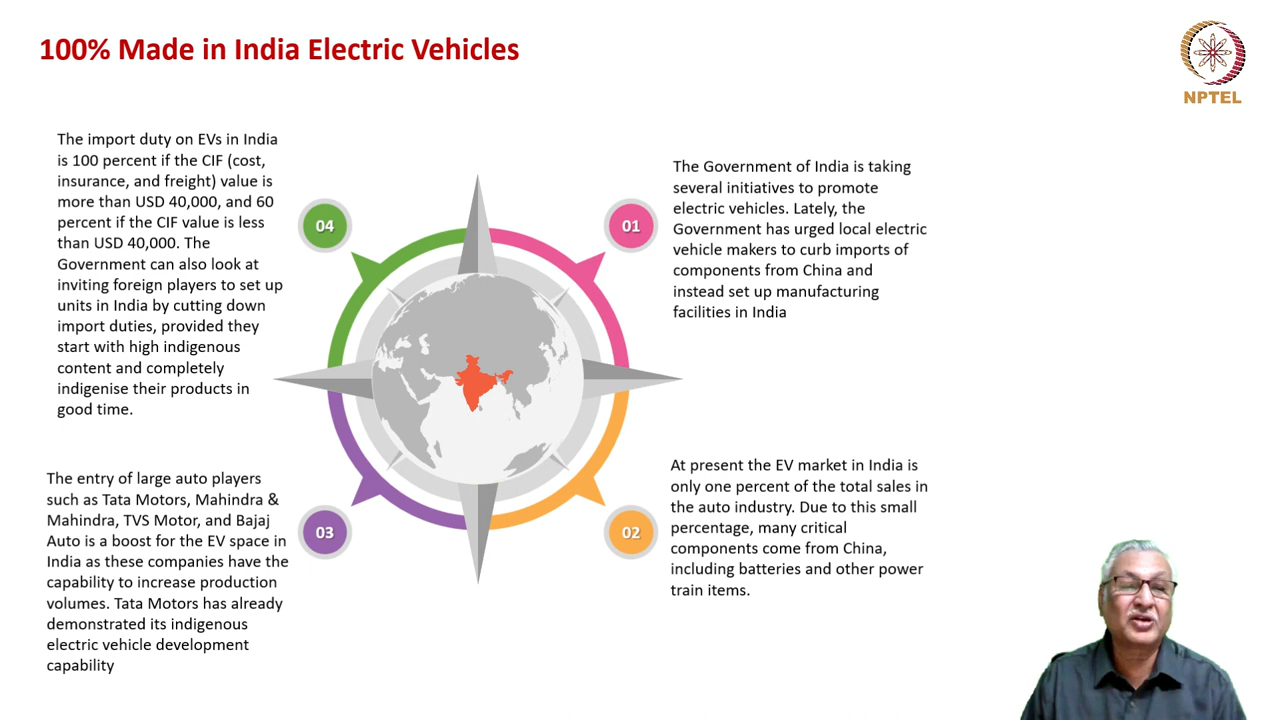 100% Made in India Electric Vehicles
NPTEL
The import duty on EVs in India
is 100 percent if the CIF (cost,
insurance, and freight) value is
more than USD 40,000, and 60
percent if the CIF value is less
than USD 40,000. The
Government can also look at
inviting foreign players to set up
units in India by cutting down
import duties, provided they
start with high indigenous
content and completely
indigenise their products in
good time.
04
01
The Government of India is taking
several initiatives to promote
electric vehicles. Lately, the
Government has urged local electric
vehicle makers to curb imports of
components from China and
instead set up manufacturing
facilities in India
The entry of large auto players
such as Tata Motors, Mahindra &
Mahindra, TVS Motor, and Bajaj
Auto is a boost for the EV space in
India as these companies have the
capability to increase production
volumes. Tata Motors has already
demonstrated its indigenous
electric vehicle development
capability
03
02
At present the EV market in India is
only one percent of the total sales in
the auto industry. Due to this small
percentage, many critical
components come from China,
including batteries and other power
train items.